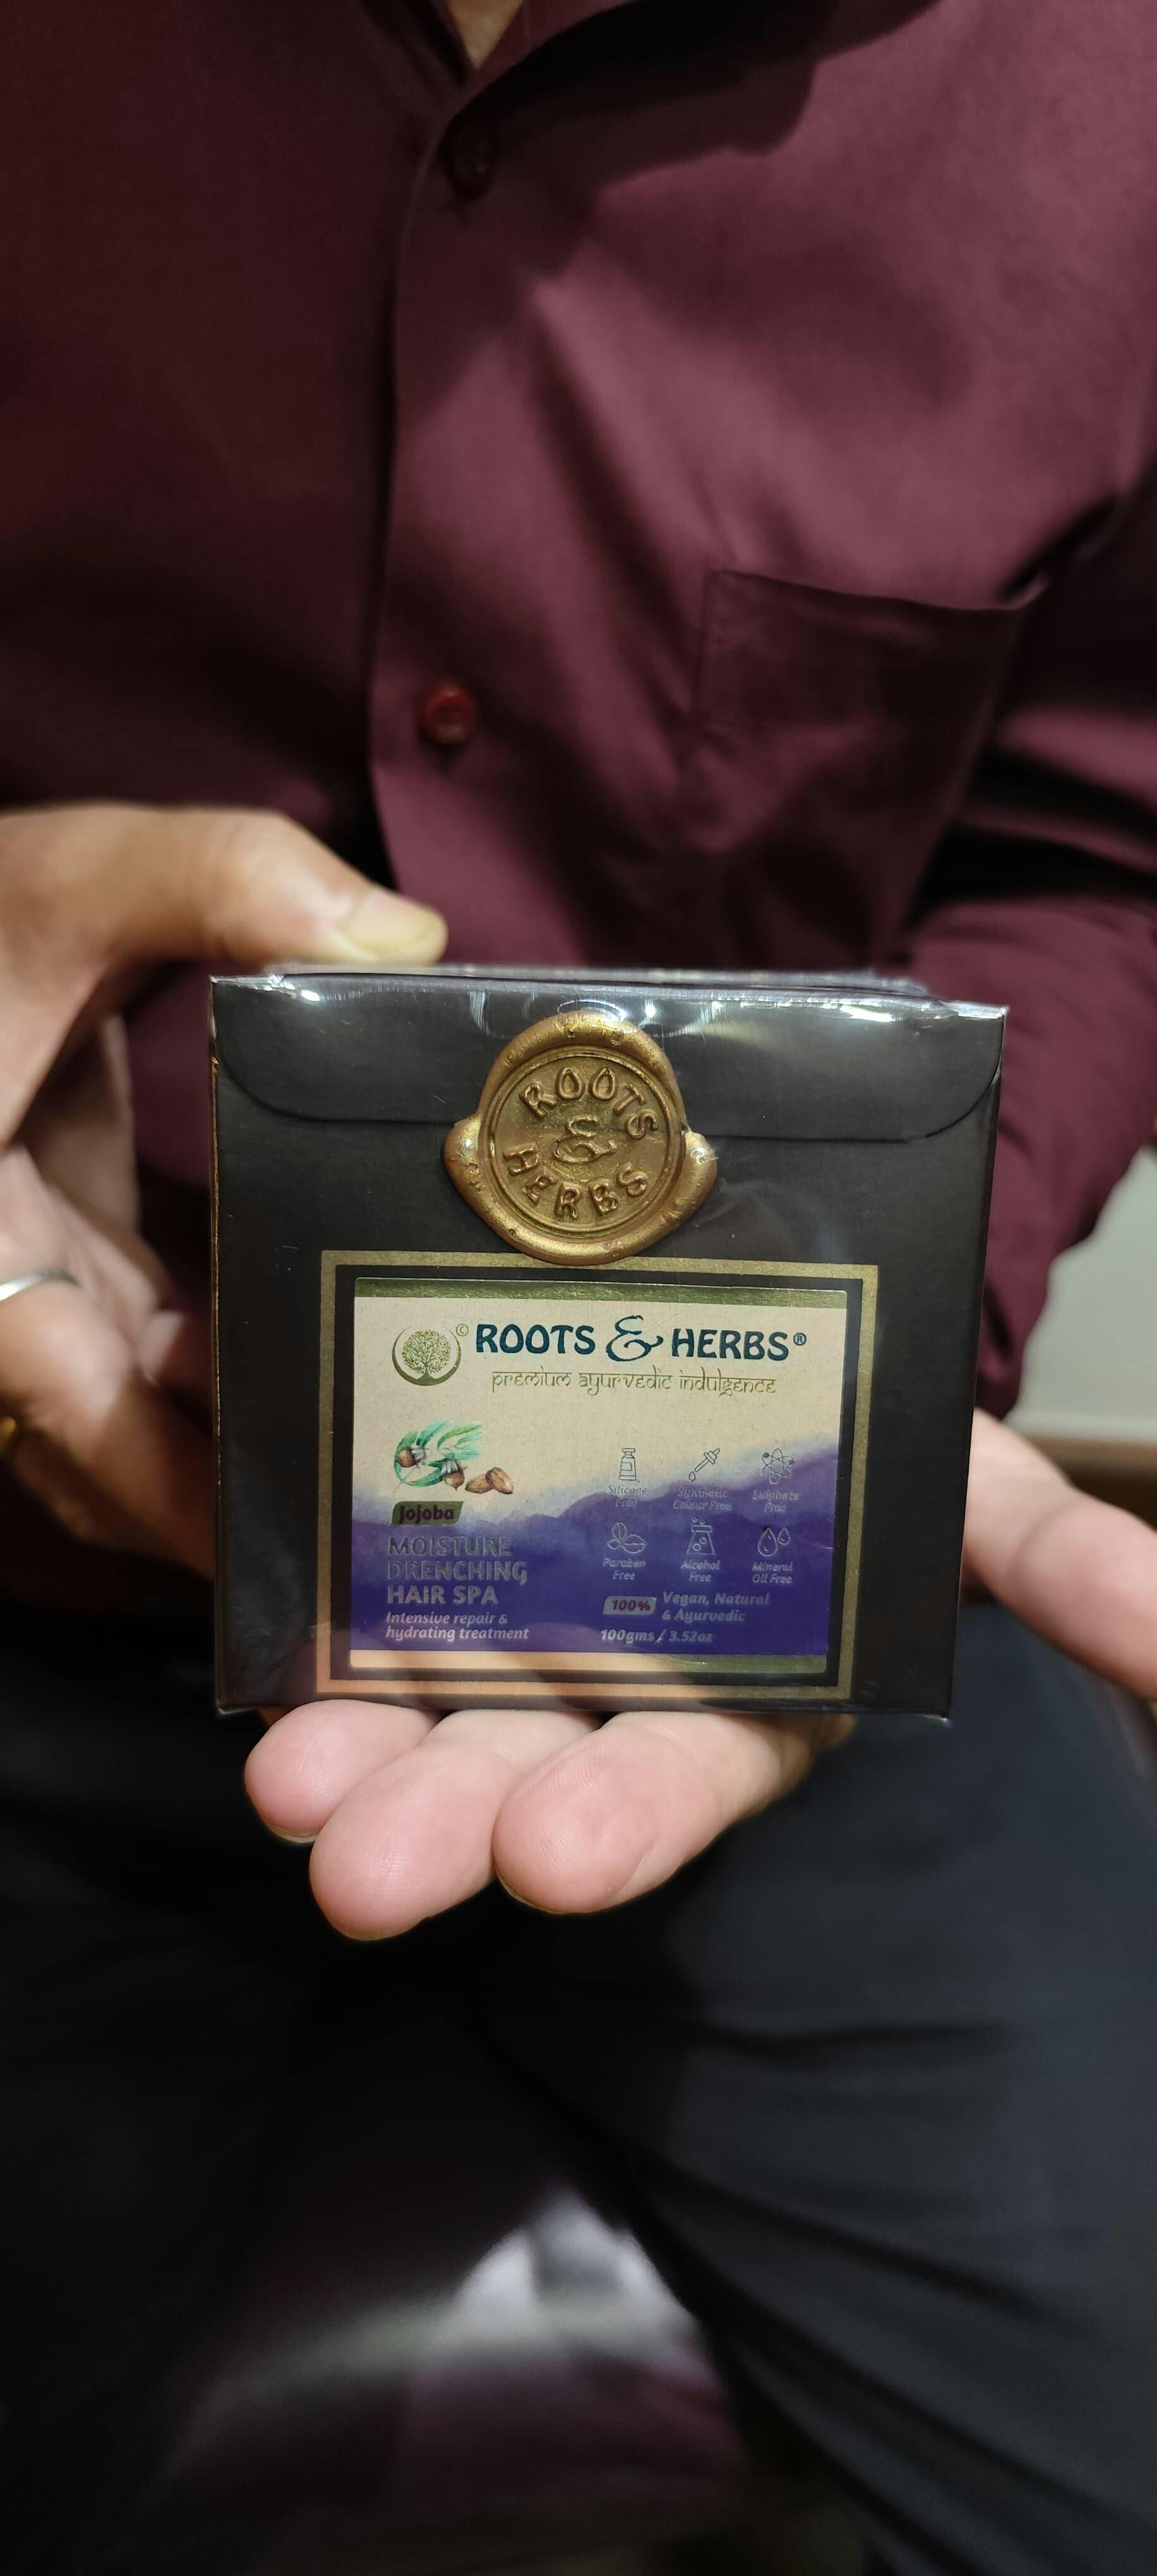 ROOTS
&
HERBS
© ROOTS & HERBS®
premium ayurvedic indulgence
Jojoba
MOISTURE
DRENCHING
HAIR SPA
Intensive repair &
hydrating treatment
Silicone
Free
Synthetic
Colour Free
Sulphate
Free
Paraben
Free
Alcohol
Free
Mineral
Oil Free
100% Vegan, Natural
& Ayurvedic
100gms / 3.52oz